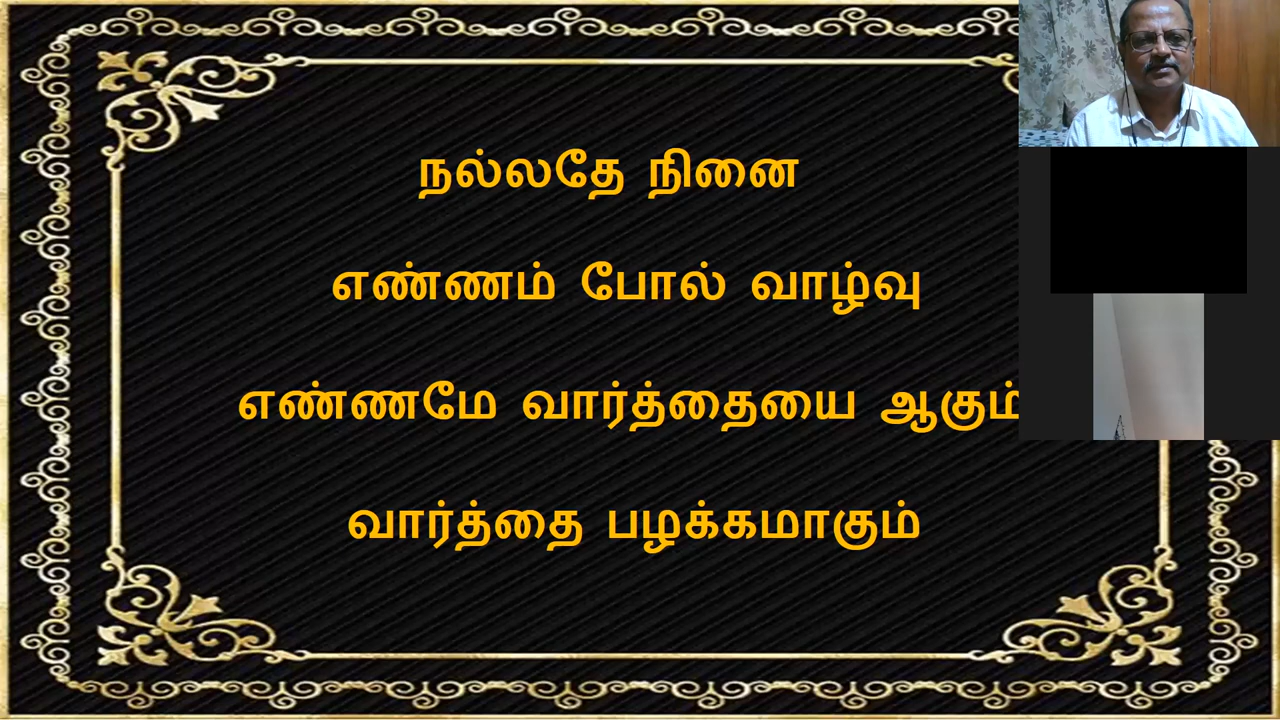 நல்லதே நினை
எண்ணம் போல் வாழ்வு
எண்ணமே வார்த்தையை ஆகும்
வார்த்தை பழக்கமாகும்